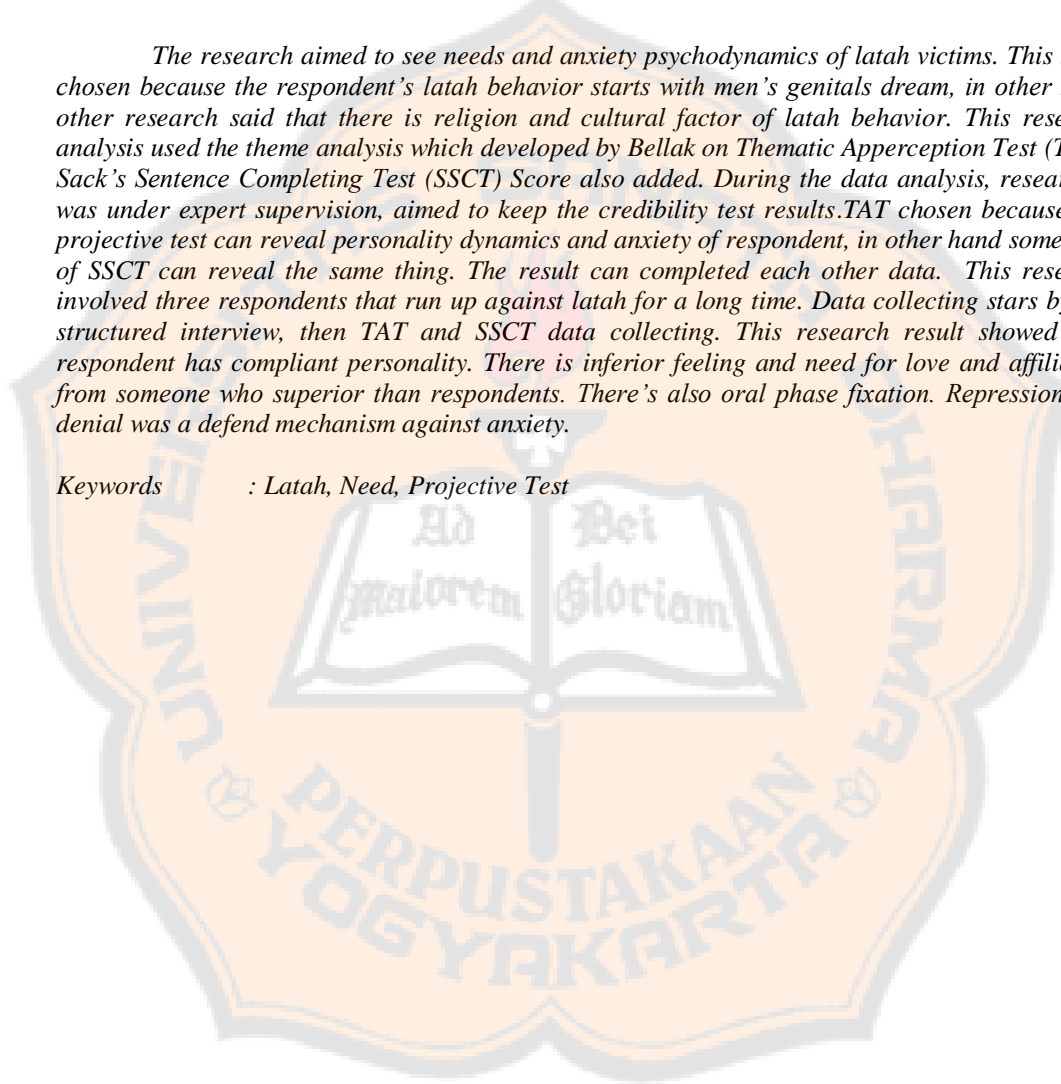 The research aimed to see needs and anxiety psychodynamics of latah victims. This
chosen because the respondent's latah behavior starts with men's genitals dream, in other
other research said that there is religion and cultural factor of latah behavior. This rese
analysis used the theme analysis which developed by Bellak on Thematic Apperception Test (T
Sack's Sentence Completing Test (SSCT) Score also added. During the data analysis, resear
was under expert supervision, aimed to keep the credibility test results.TAT chosen because
projective test can reveal personality dynamics and anxiety of respondent, in other hand some
of SSCT can reveal the same thing. The result can completed each other data. This rese
involved three respondents that run up against latah for a long time. Data collecting stars by
structured interview, then TAT and SSCT data collecting. This research result showed
respondent has compliant personality. There is inferior feeling and need for love and affilia
from someone who superior than respondents. There's also oral phase fixation. Repression
denial was a defend mechanism against anxiety.
Keywords : Latah, Need, Projective Test
UNIVERSITAS SANATA DHARMA
Ad Dei
Maiorem Gloriam
PERPUSTAKAAN
YOGYAKARTA